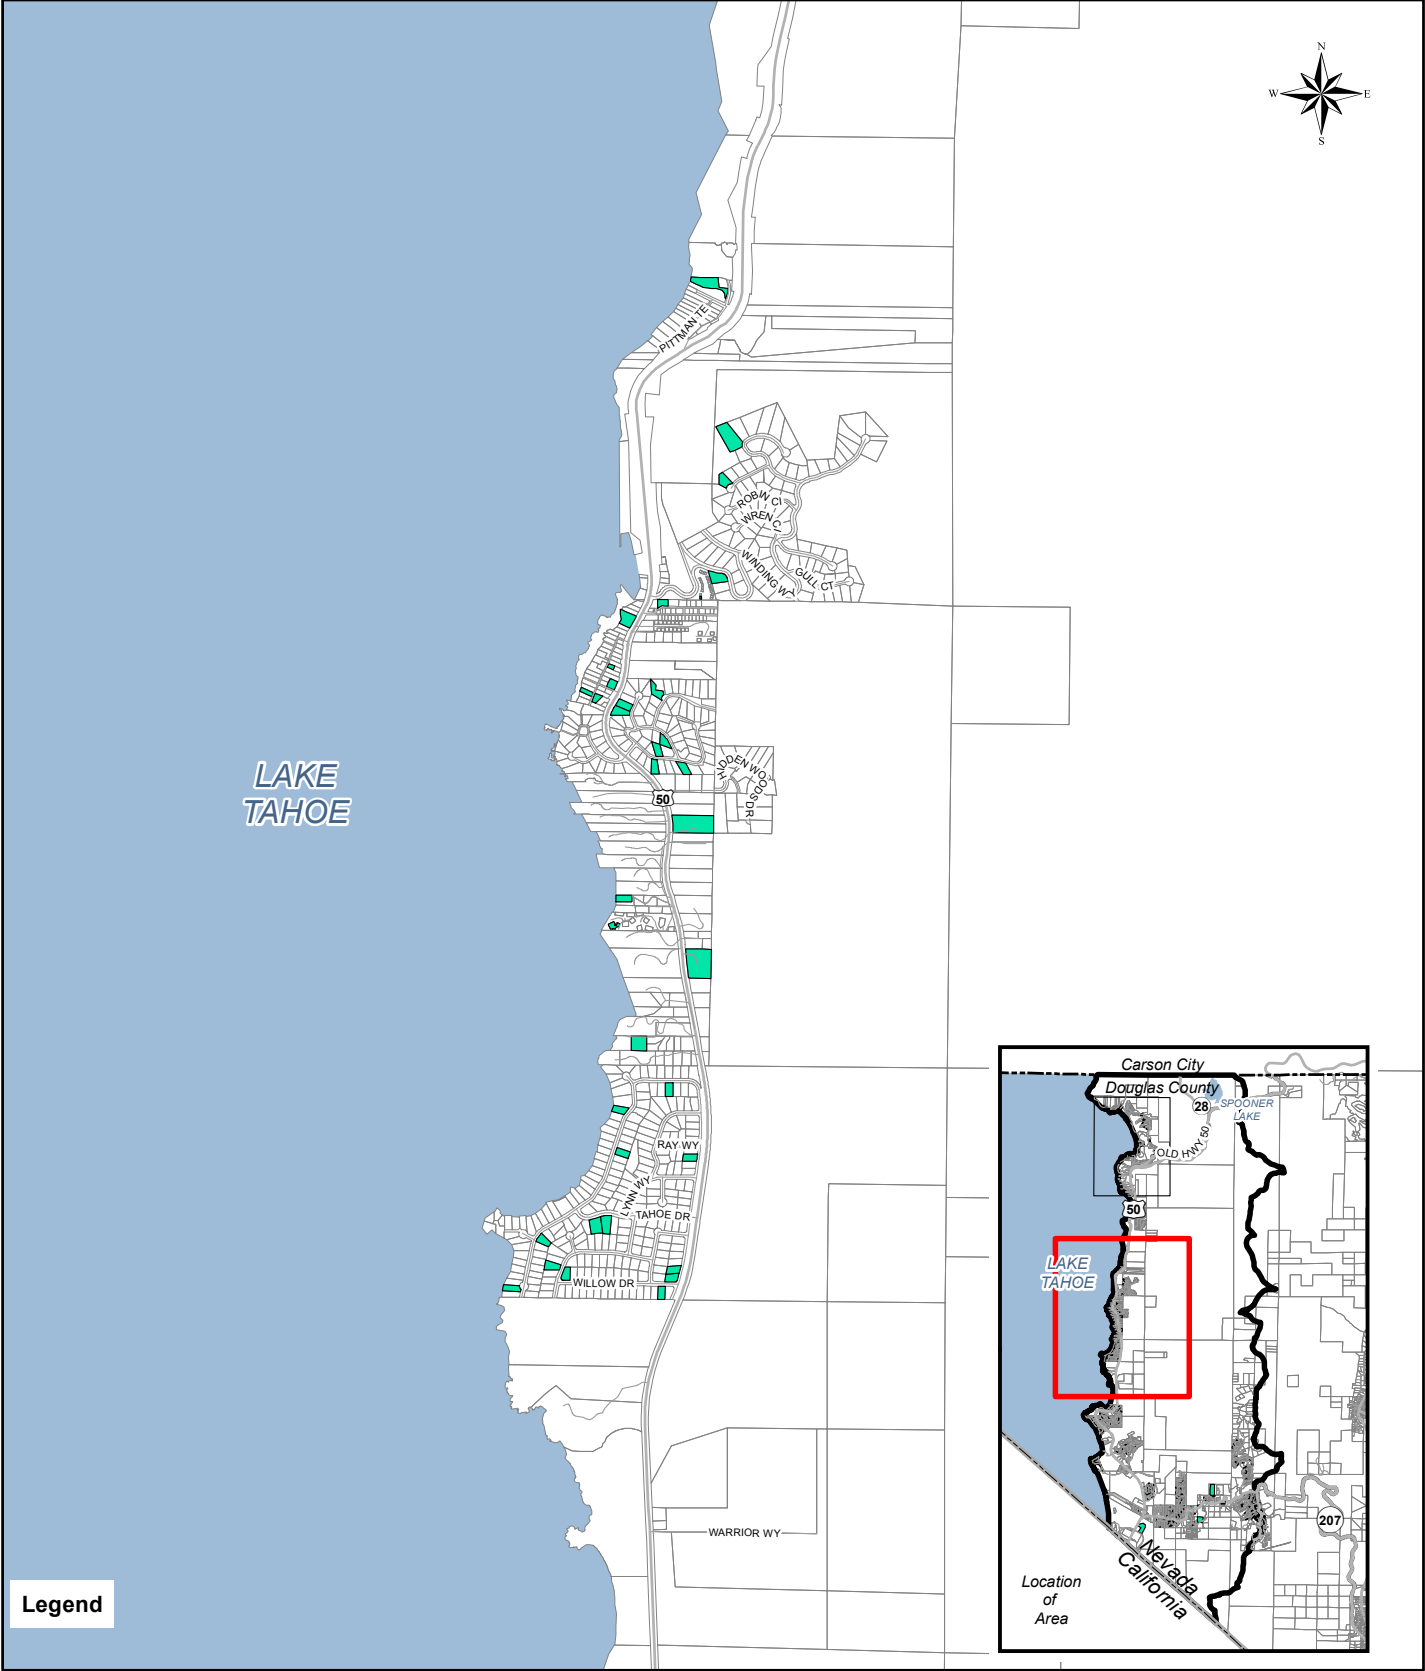 N
W E
S
PITTMAN TE
ROBIN CI
WREN CI
WINDING WY
GULL CT
LAKE
TAHOE
HIDDEN WOODS DR
50
RAY WY
LYNN WY
TAHOE DR
WILLOW DR
WARRIOR WY
Legend
Carson City
Douglas County
28
SPOONER
LAKE
OLD HWY 50
50
LAKE
TAHOE
207
Nevada
California
Location
of
Area